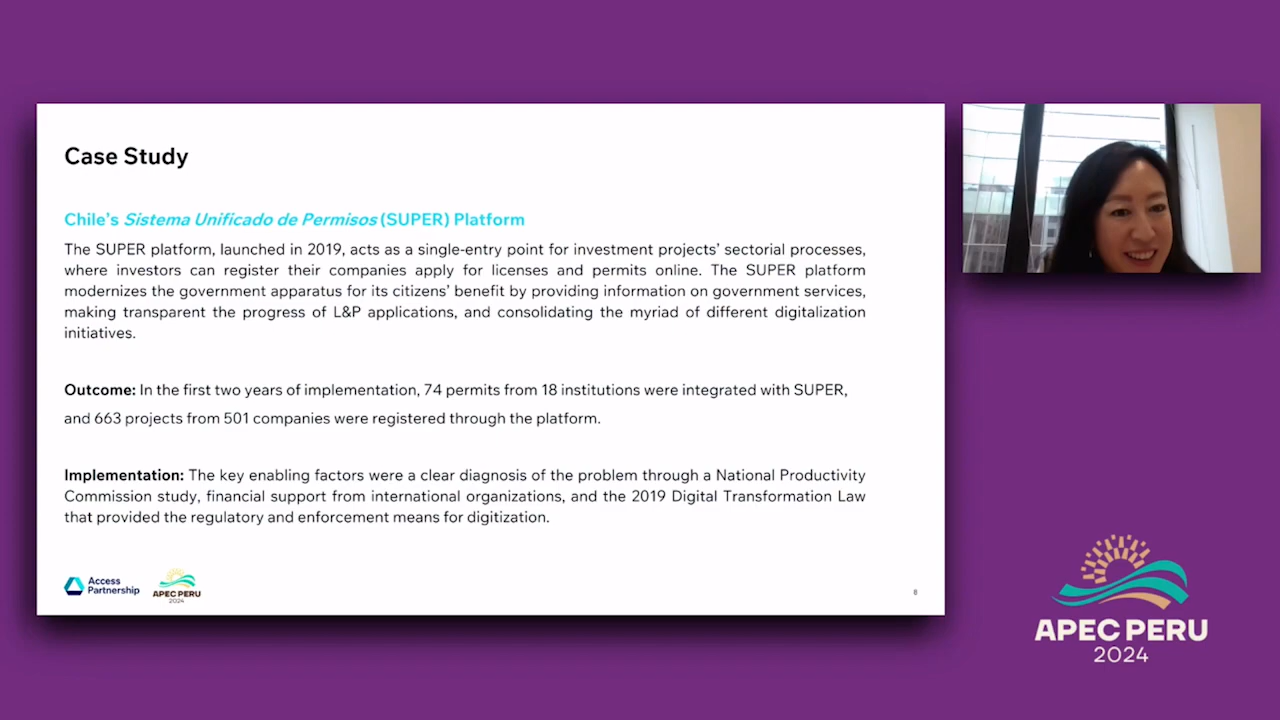 Case Study
Chile's Sistema Unificado de Permisos (SUPER) Platform
The SUPER platform, launched in 2019, acts as a single-entry point for investment projects' sectorial processes,
where investors can register their companies apply for licenses and permits online. The SUPER platform
modernizes the government apparatus for its citizens' benefit by providing information on government services,
making transparent the progress of L&P applications, and consolidating the myriad of different digitalization
initiatives.
Outcome: In the first two years of implementation, 74 permits from 18 institutions were integrated with SUPER,
and 663 projects from 501 companies were registered through the platform.
Implementation: The key enabling factors were a clear diagnosis of the problem through a National Productivity
Commission study, financial support from international organizations, and the 2019 Digital Transformation Law
that provided the regulatory and enforcement means for digitization.
Access
Partnership
APEC PERU
2024
8
APEC PERU
2024